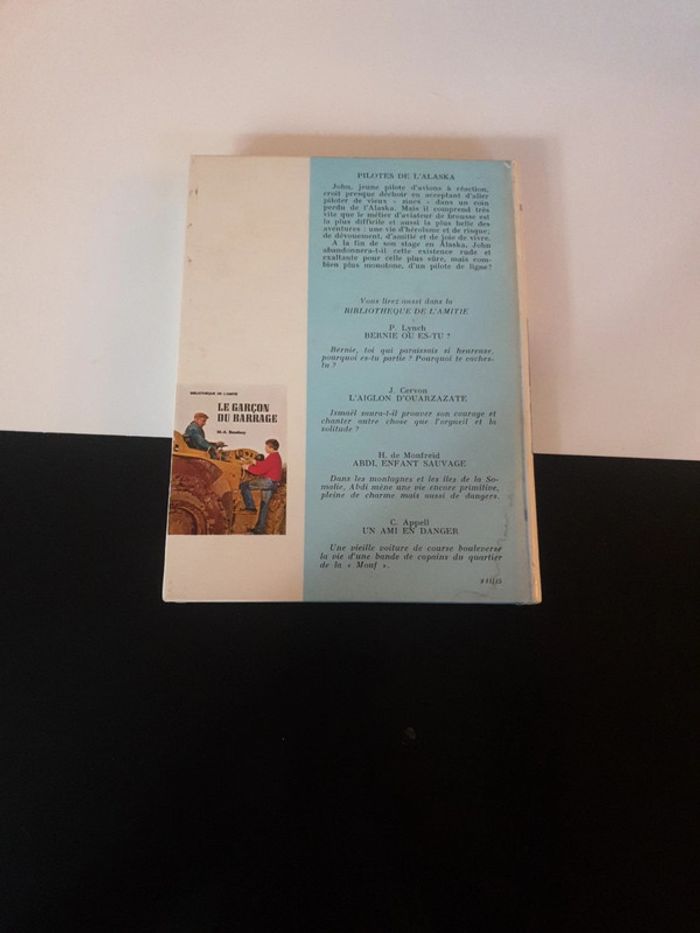 PILOTES DE L'ALASKA
John, jeune pilote d'avions à réaction,
croit presque déchoir en acceptant d'aller
piloter de vieux « zincs » dans un coin
perdu de l'Alaska. Mais il comprend très
vite que le métier d'aviateur de brousse est
la plus difficile et aussi la plus belle des
aventures : une vie d'héroïsme et de risque,
de dévouement, d'amitié et de joie de vivre.
A la fin de son stage en Alaska, John
abandonnera-t-il cette existence rude et
exaltante pour celle plus sûre, mais com-
bien plus monotone, d'un pilote de ligne?
Vous lirez aussi dans la
BIBLIOTHEQUE DE L'AMITIE
P. Lynch
BERNIE OU ES-TU ?
Bernie, toi qui paraissais si heureuse,
pourquoi es-tu partie ? Pourquoi te caches-
tu ?
J. Cervon
L'AIGLON D'OUARZAZATE
Ismaël saura-t-il prouver son courage et
chanter autre chose que l'orgueil et la
solitude ?
H. de Monfreid
ABDI, ENFANT SAUVAGE
Dans les montagnes et les îles de la So-
malie, Abdi mène une vie encore primitive,
pleine de charme mais aussi de dangers.
C. Appell
UN AMI EN DANGER
Une vieille voiture de course bouleverse
la vie d'une bande de copains du quartier
de la « Mouf ».
BIBLIOTHEQUE DE L'AMITIE
LE GARÇON
DU BARRAGE
M.-A. Baudouy